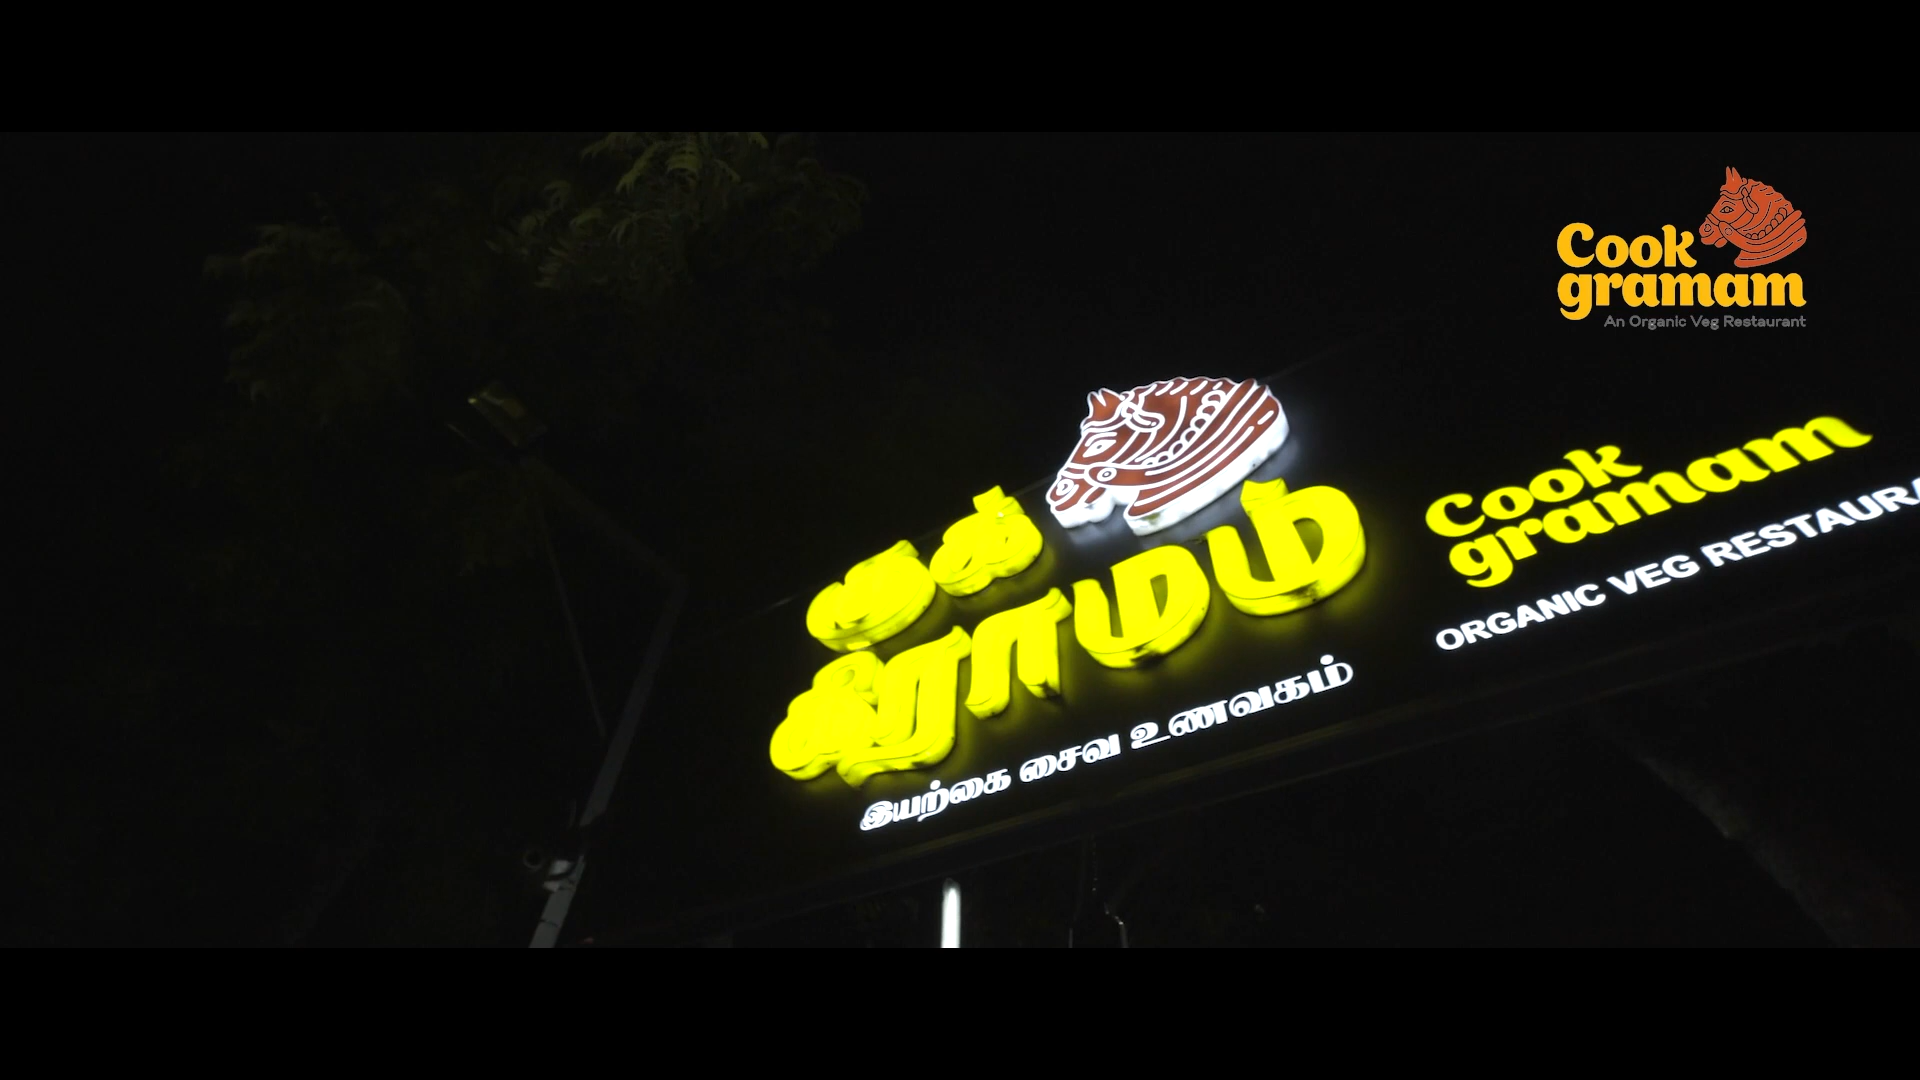 Cook
gramam
An Organic Veg Restaurant
குக்
கிராமம்
இயற்கை சைவ உணவகம்
Cook
gramam
ORGANIC VEG RESTAURA